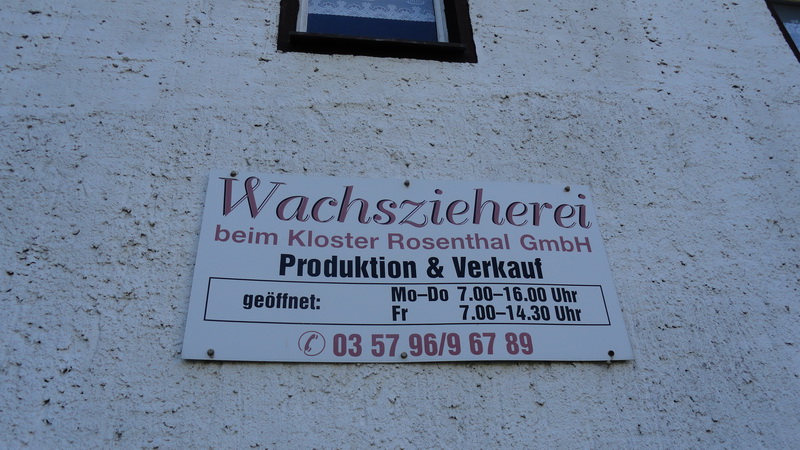 Wachszieherei
beim Kloster Rosenthal GmbH
Produktion & Verkauf
geöffnet: Mo–Do 7.00–16.00 Uhr
Fr 7.00–14.30 Uhr
03 57 96/9 67 89